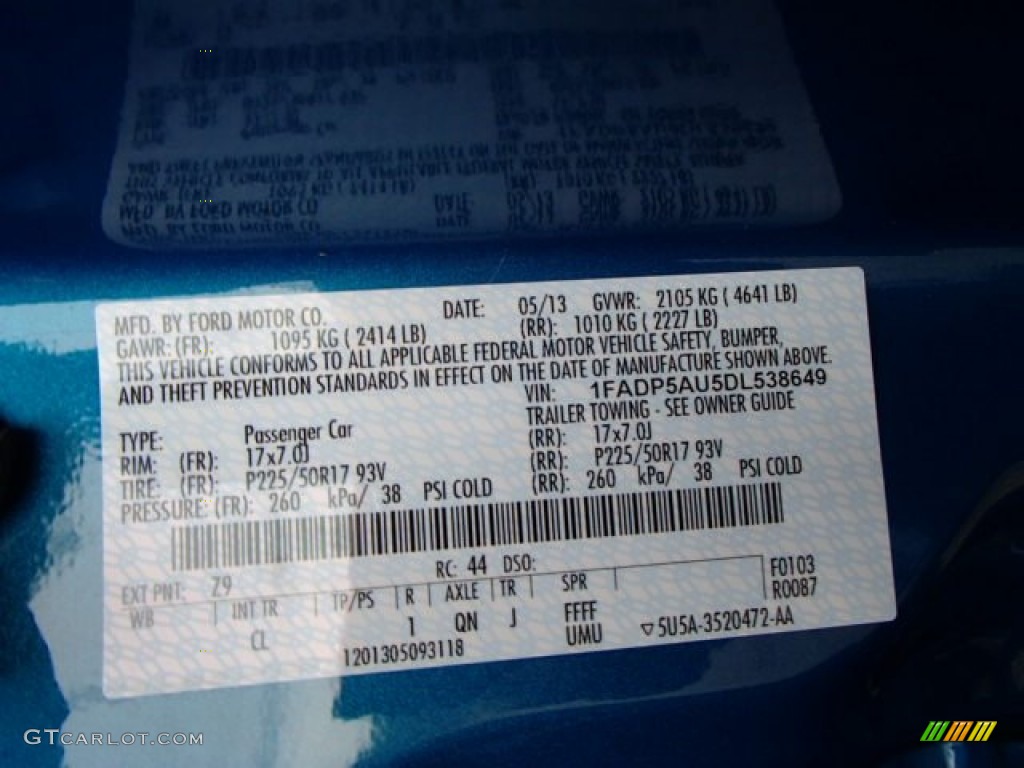 MFD. BY FORD MOTOR CO. DATE: 05/13 GVWR: 2105 KG ( 4641 LB)
GAWR: (FR): 1095 KG ( 2414 LB) (RR): 1010 KG ( 2227 LB)
THIS VEHICLE CONFORMS TO ALL APPLICABLE FEDERAL MOTOR VEHICLE SAFETY, BUMPER,
AND THEFT PREVENTION STANDARDS IN EFFECT ON THE DATE OF MANUFACTURE SHOWN ABOVE.
VIN: 1FADP5AU5DL538649
TYPE: Passenger Car TRAILER TOWING - SEE OWNER GUIDE
RIM: (FR): 17x7.0J (RR): 17x7.0J
TIRE: (FR): P225/50R17 93V (RR): P225/50R17 93V
PRESSURE: (FR): 260 kPa/ 38 PSI COLD (RR): 260 kPa/ 38 PSI COLD
EXT PNT: Z9 RC: 44 DSO: F0103
WB INT TR TP/PS R AXLE TR SPR R0087
CL 1 QN J FFFF
1201305093118 UMU ▽5U5A-3520472-AA
GTCARLOT.COM